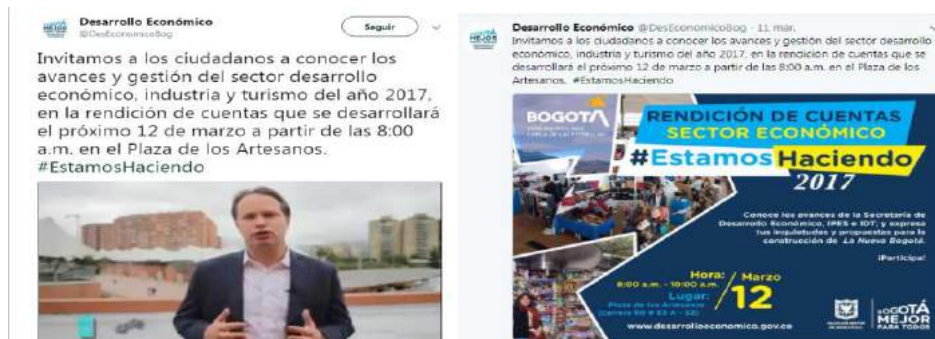 Desarrollo Económico
@DesEconomicoBog
Seguir
Invitamos a los ciudadanos a conocer los
avances y gestión del sector desarrollo
económico, industria y turismo del año 2017,
en la rendición de cuentas que se desarrollará
el próximo 12 de marzo a partir de las 8:00
a.m. en el Plaza de los Artesanos.
#EstamosHaciendo
Desarrollo Económico @DesEconomicoBog · 11 mar.
Invitamos a los ciudadanos a conocer los avances y gestión del sector desarrollo
económico, industria y turismo del año 2017, en la rendición de cuentas que se
desarrollará el próximo 12 de marzo a partir de las 8:00 a.m. en el Plaza de los
Artesanos. #EstamosHaciendo
BOGOTÁ
RENDICIÓN DE CUENTAS
SECTOR ECONÓMICO
#EstamosHaciendo
2017
Conoce los avances de la Secretaría de
Desarrollo Económico, IPES e IDT; y expresa
tus inquietudes y propuestas para la
construcción de La Nueva Bogotá.
¡Participa!
Hora:
8:00 a.m. - 10:00 a.m.
Lugar:
Plaza de los Artesanos
Marzo
12
www.desarrolloeconomico.gov.co
BOGOTÁ
MEJOR
PARA TODOS